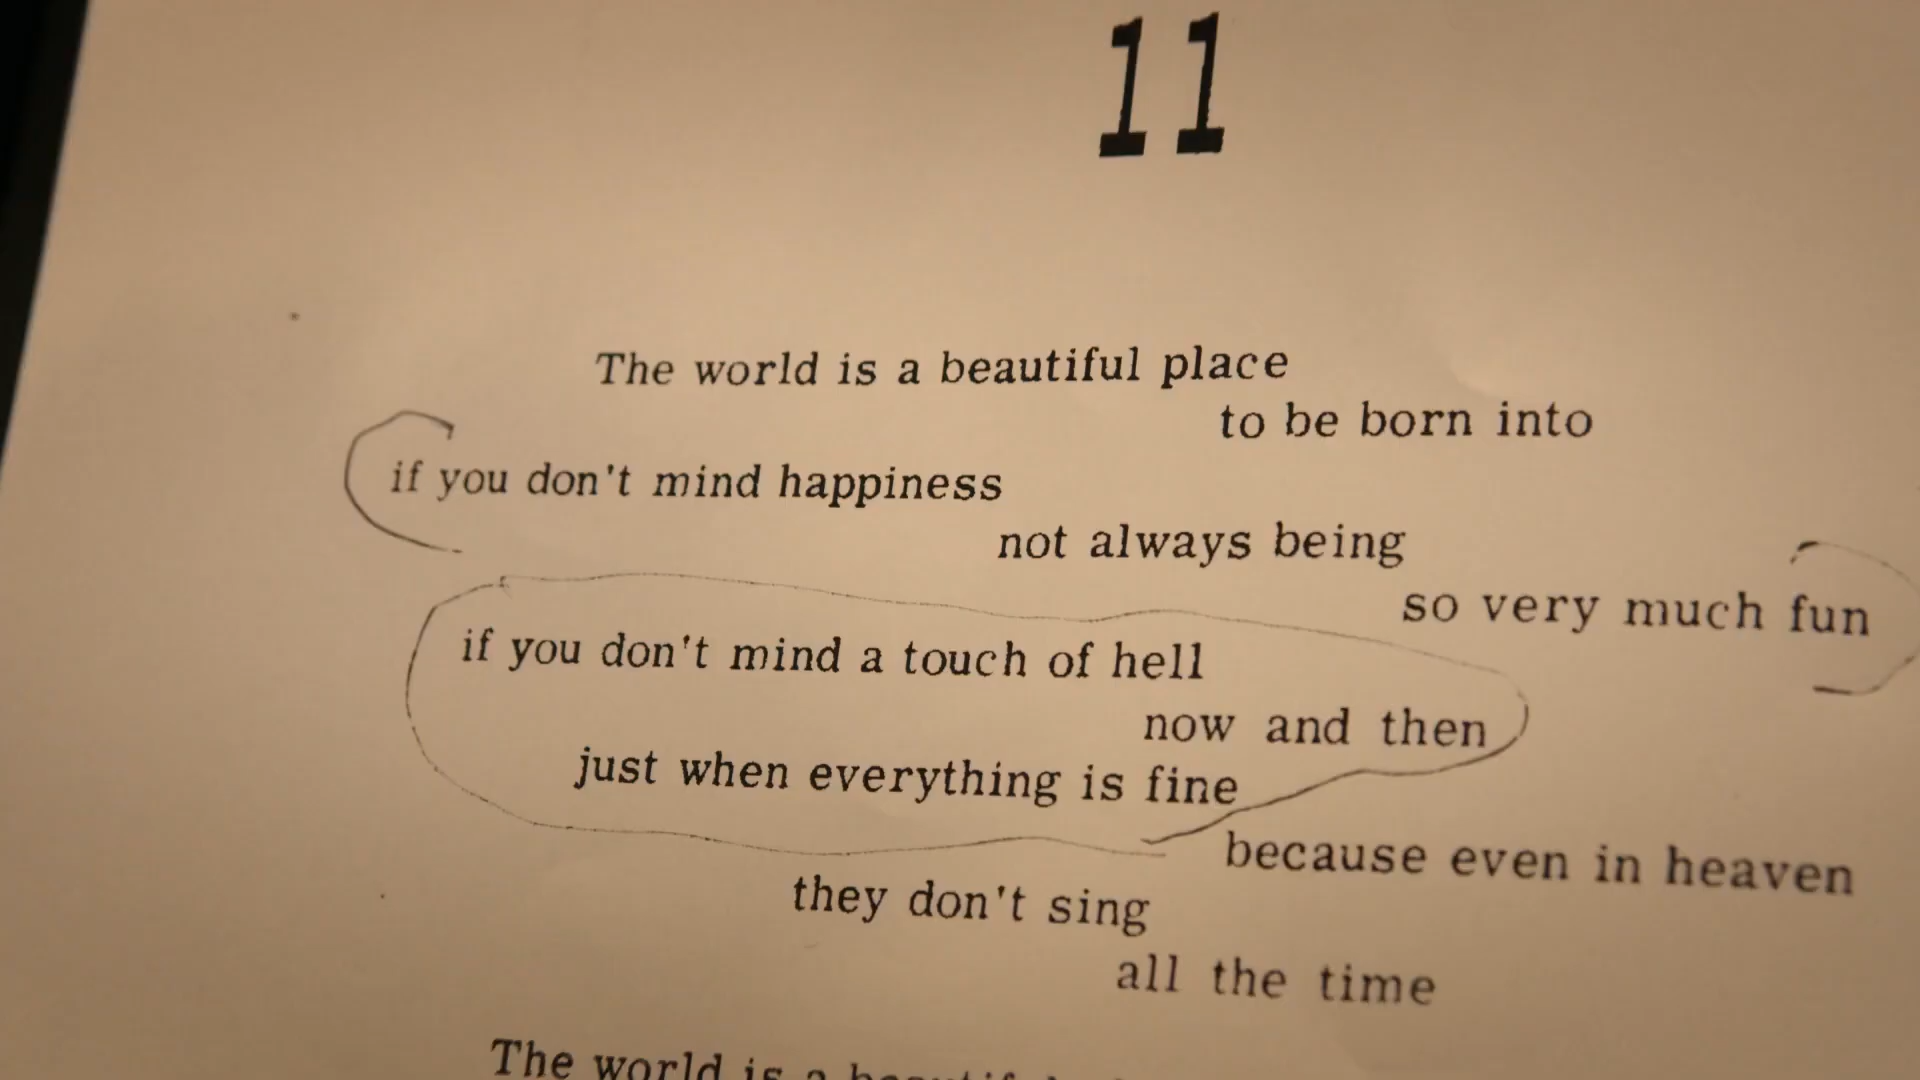 11
The world is a beautiful place
to be born into
if you don't mind happiness
not always being
so very much fun
if you don't mind a touch of hell
now and then
just when everything is fine
because even in heaven
they don't sing
all the time
The world is a